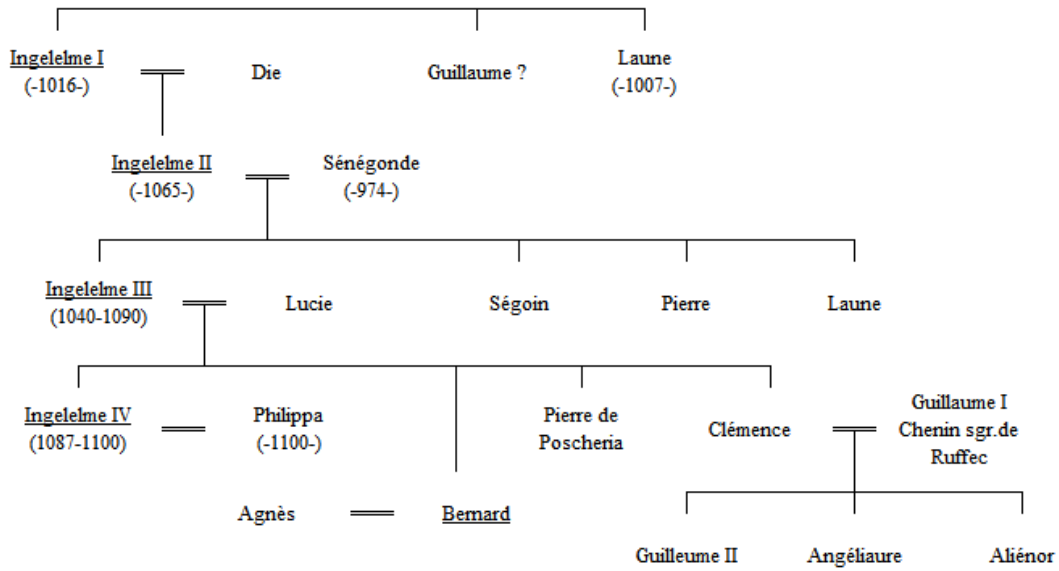 Ingelelme I
(-1016-)
Die
Guillaume ?
Laune
(-1007-)
Ingelelme II
(-1065-)
Sénégonde
(-974-)
Ingelelme III
(1040-1090)
Lucie
Ségoin
Pierre
Laune
Ingelelme IV
(1087-1100)
Philippa
(-1100-)
Pierre de
Poscheria
Clémence
Guillaume I
Chenin sgr.de
Ruffec
Agnès
Bernard
Guilleume II
Angéliaure
Aliénor